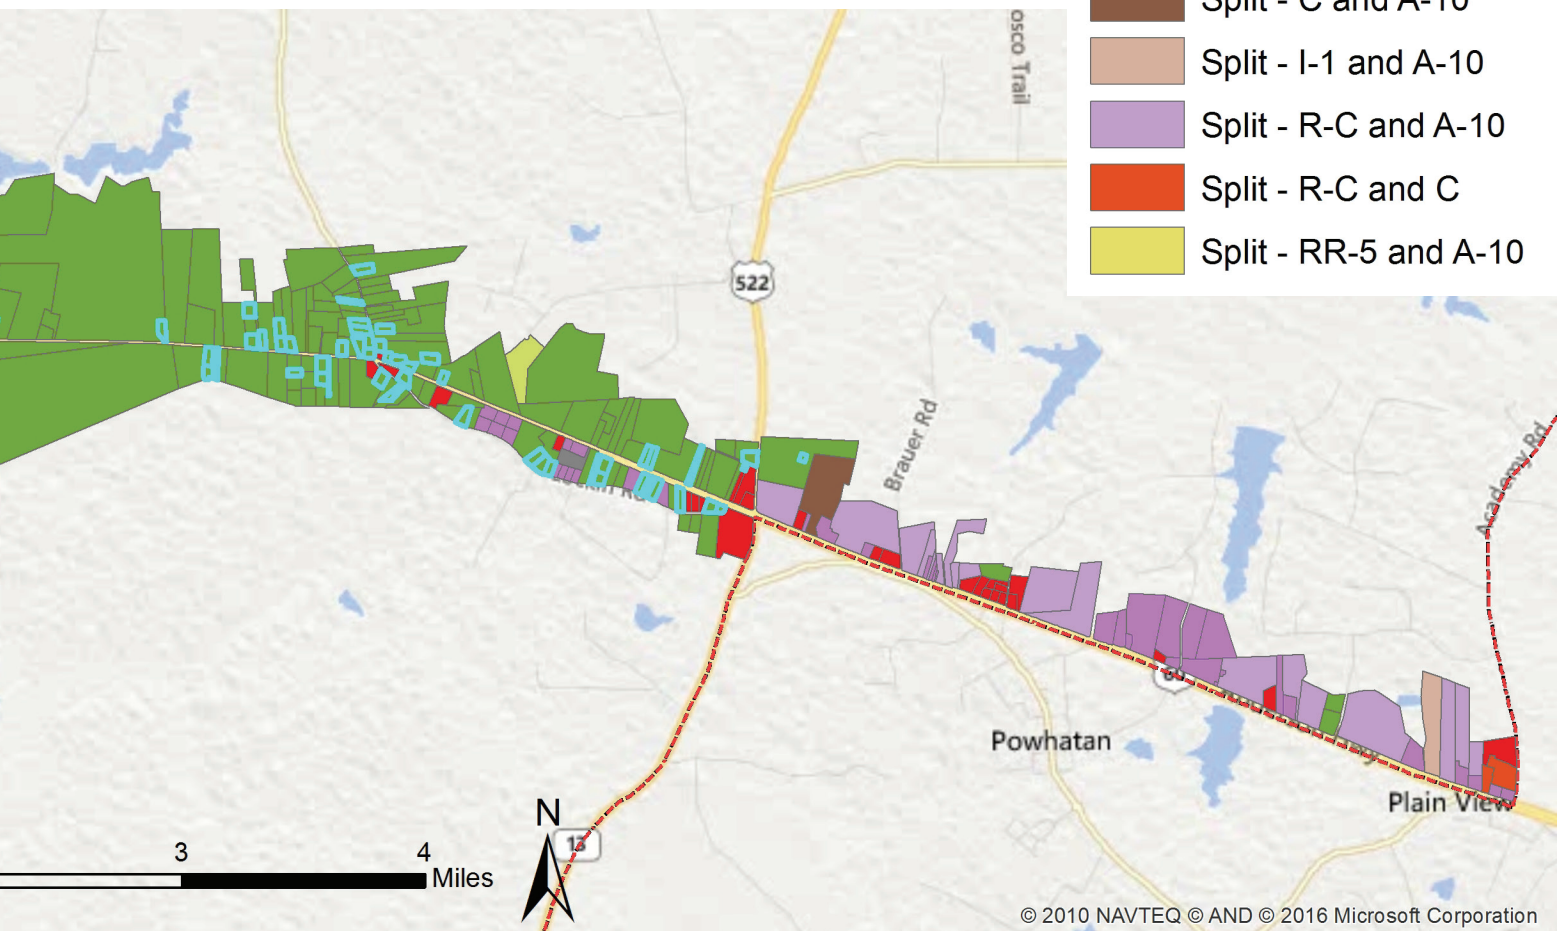 Split - C and A-10
osco Trail
Split - I-1 and A-10
Split - R-C and A-10
Split - R-C and C
Split - RR-5 and A-10
522
Brauer Rd
Academy Rd
Powhatan
Plain View
N
13
3
4
Miles
© 2010 NAVTEQ © AND © 2016 Microsoft Corporation